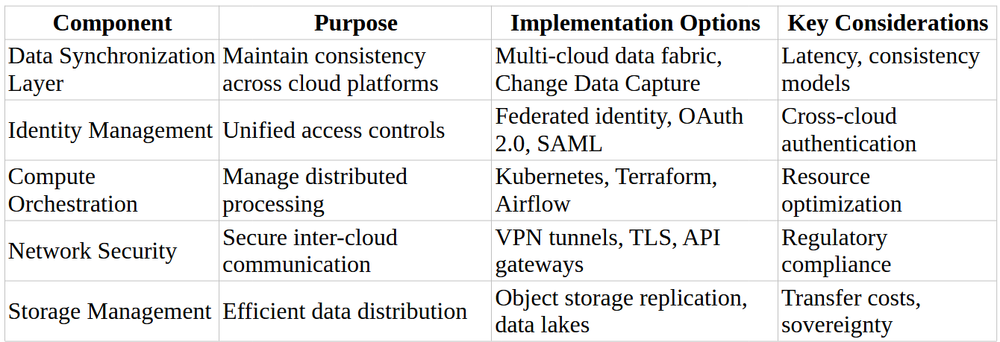 Component Purpose Implementation Options Key Considerations
Data Synchronization Layer Maintain consistency across cloud platforms Multi-cloud data fabric, Change Data Capture Latency, consistency models
Identity Management Unified access controls Federated identity, OAuth 2.0, SAML Cross-cloud authentication
Compute Orchestration Manage distributed processing Kubernetes, Terraform, Airflow Resource optimization
Network Security Secure inter-cloud communication VPN tunnels, TLS, API gateways Regulatory compliance
Storage Management Efficient data distribution Object storage replication, data lakes Transfer costs, sovereignty